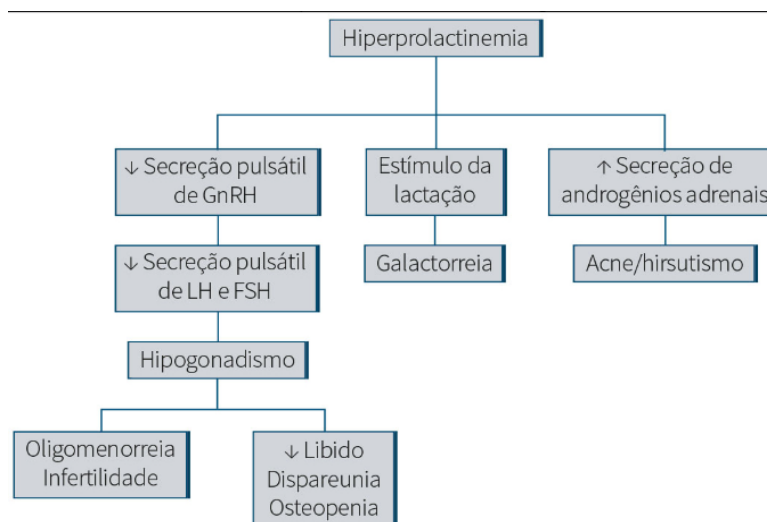 Hiperprolactinemia
↓ Secreção pulsátil
de GnRH
Estímulo da
lactação
↑ Secreção de
androgênios adrenais
↓ Secreção pulsátil
de LH e FSH
Galactorreia
Acne/hirsutismo
Hipogonadismo
Oligomenorreia
Infertilidade
↓ Libido
Dispareunia
Osteopenia